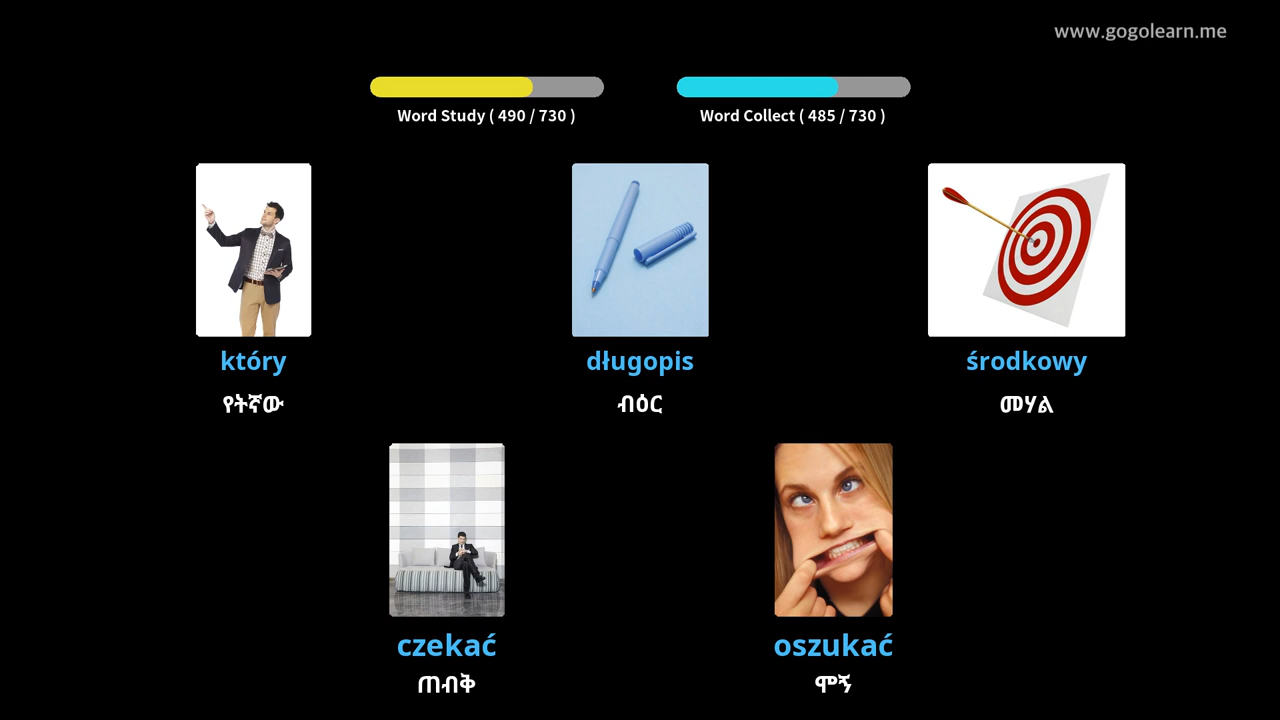 www.gogolearn.me
Word Study ( 490 / 730 )
Word Collect ( 485 / 730 )
który
długopis
środkowy
የትኛው
ብዕር
መሃል
czekać
oszukać
ጠብቅ
ሞኝ